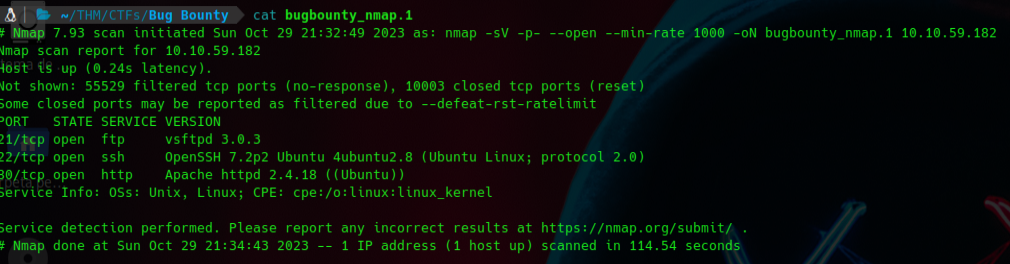 ~/THM/CTFs/Bug Bounty cat bugbounty_nmap.1
# Nmap 7.93 scan initiated Sun Oct 29 21:32:49 2023 as: nmap -sV -p- --open --min-rate 1000 -oN bugbounty_nmap.1 10.10.59.182
Nmap scan report for 10.10.59.182
Host is up (0.24s latency).
Not shown: 55529 filtered tcp ports (no-response), 10003 closed tcp ports (reset)
Some closed ports may be reported as filtered due to --defeat-rst-ratelimit
PORT   STATE SERVICE VERSION
21/tcp open  ftp     vsftpd 3.0.3
22/tcp open  ssh     OpenSSH 7.2p2 Ubuntu 4ubuntu2.8 (Ubuntu Linux; protocol 2.0)
80/tcp open  http    Apache httpd 2.4.18 ((Ubuntu))
Service Info: OSs: Unix, Linux; CPE: cpe:/o:linux:linux_kernel
Service detection performed. Please report any incorrect results at https://nmap.org/submit/ .
# Nmap done at Sun Oct 29 21:34:43 2023 -- 1 IP address (1 host up) scanned in 114.54 seconds